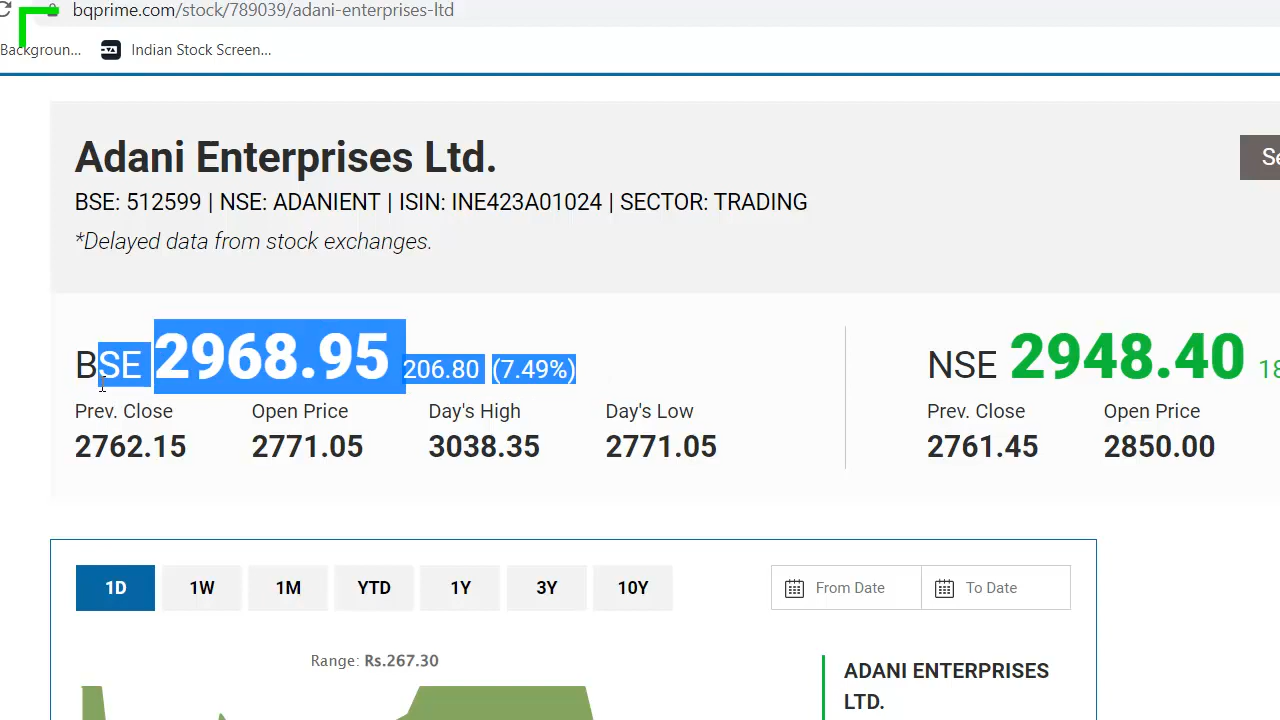 bqprime.com/stock/789039/adani-enterprises-ltd
Backgroun... Indian Stock Screen...
Adani Enterprises Ltd.
BSE: 512599 | NSE: ADANIENT | ISIN: INE423A01024 | SECTOR: TRADING
*Delayed data from stock exchanges.
BSE 2968.95 206.80 (7.49%)
Prev. Close Open Price Day's High Day's Low
2762.15 2771.05 3038.35 2771.05
NSE 2948.40
Prev. Close Open Price
2761.45 2850.00
1D 1W 1M YTD 1Y 3Y 10Y From Date To Date
Range: Rs.267.30
ADANI ENTERPRISES
LTD.